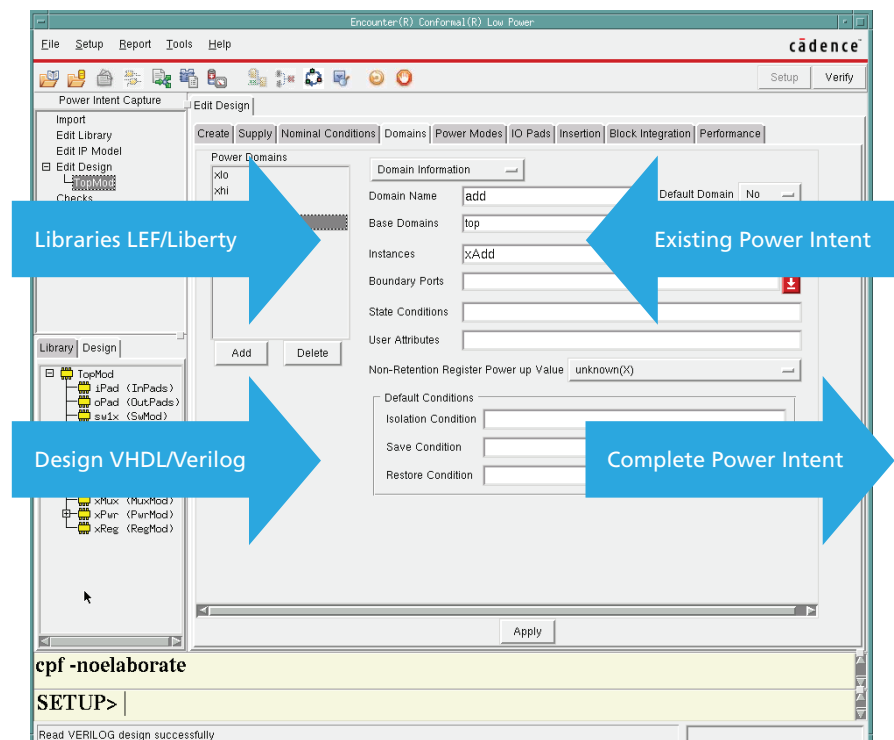 Encounter(R) Conformal(R) Low Power
File Setup Report Tools Help
cādence
Setup Verify
Power Intent Capture
Edit Design
Import
Edit Library
Edit IP Model
Edit Design
TopMod
Checks
Create Supply Nominal Conditions Domains Power Modes IO Pads Insertion Block Integration Performance
Power Domains
xlo
xhi
Domain Information
Domain Name add Default Domain No
Base Domains top
Instances xAdd
Boundary Ports
State Conditions
User Attributes
Non-Retention Register Power up Value unknown(X)
Default Conditions
Isolation Condition
Save Condition
Restore Condition
Add Delete
Libraries LEF/Liberty
Existing Power Intent
Library Design
TopMod
iPad (InPads)
oPad (OutPads)
sw1x (SwMod)
Design VHDL/Verilog
Complete Power Intent
xMux (MuxMod)
xPwr (PwrMod)
xReg (RegMod)
Apply
cpf -noelaborate
SETUP>
Read VERILOG design successfully